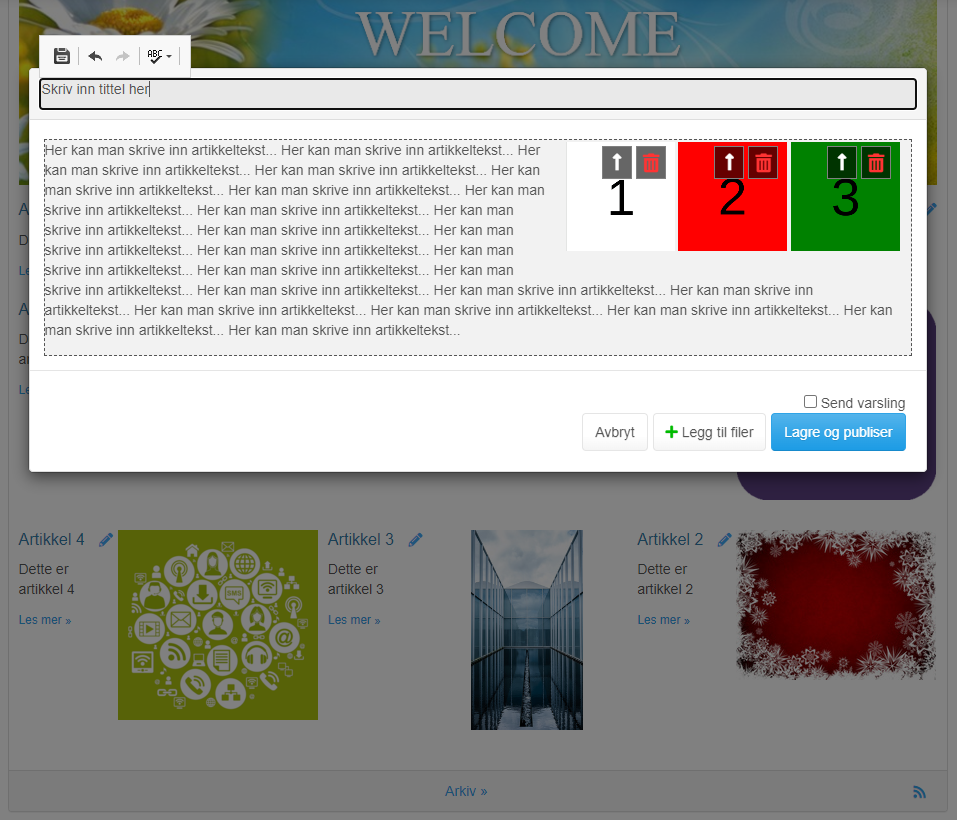 WELCOME
ABC
Skriv inn tittel her
Her kan man skrive inn artikkeltekst... Her kan man skrive inn artikkeltekst... Her
kan man skrive inn artikkeltekst... Her kan man skrive inn artikkeltekst... Her kan
man skrive inn artikkeltekst... Her kan man skrive inn artikkeltekst... Her kan man
skrive inn artikkeltekst... Her kan man skrive inn artikkeltekst... Her kan man
skrive inn artikkeltekst... Her kan man skrive inn artikkeltekst... Her kan man
skrive inn artikkeltekst... Her kan man skrive inn artikkeltekst... Her kan man
skrive inn artikkeltekst... Her kan man skrive inn artikkeltekst... Her kan man
skrive inn artikkeltekst... Her kan man skrive inn artikkeltekst... Her kan man skrive inn artikkeltekst... Her kan man skrive inn
artikkeltekst... Her kan man skrive inn artikkeltekst... Her kan man skrive inn artikkeltekst... Her kan man skrive inn artikkeltekst... Her kan
man skrive inn artikkeltekst... Her kan man skrive inn artikkeltekst...
1
2
3
Send varsling
Avbryt
Legg til filer
Lagre og publiser
Artikkel 4
Dette er
artikkel 4
Les mer »
SMS
@
Artikkel 3
Dette er
artikkel 3
Les mer »
Artikkel 2
Dette er
artikkel 2
Les mer »
Arkiv »